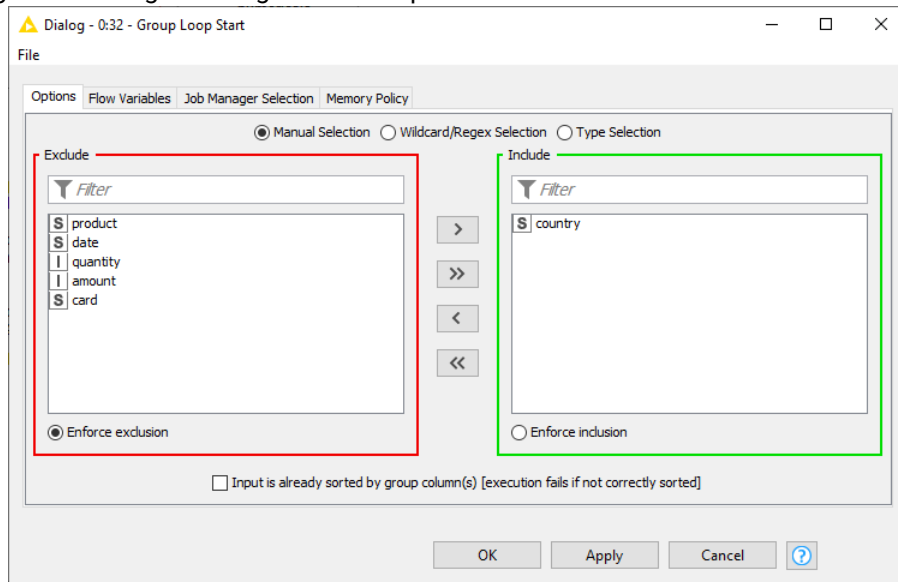 Dialog - 0:32 - Group Loop Start
File
Options Flow Variables Job Manager Selection Memory Policy
Manual Selection Wildcard/Regex Selection Type Selection
Exclude
Include
Filter
Filter
S product
S date
I quantity
I amount
S card
S country
>
>>
<
<<
Enforce exclusion
Enforce inclusion
Input is already sorted by group column(s) [execution fails if not correctly sorted]
OK Apply Cancel ?